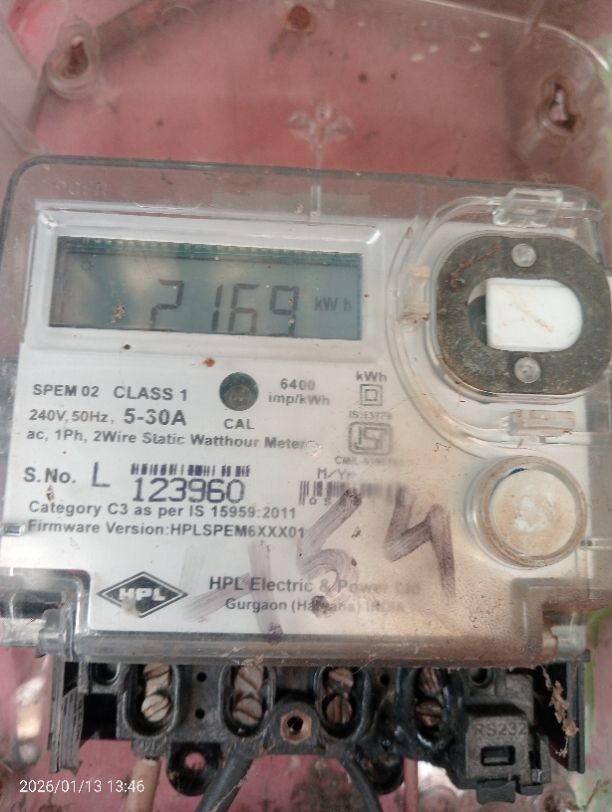 2169 kWh
SPEM 02 CLASS 1
6400
imp/kWh
kWh
240V, 50Hz, 5-30A
CAL
ac, 1Ph, 2Wire Static Watthour Meter
S.No. L 123960
Category C3 as per IS 15959:2011
Firmware Version:HPLSPEM6XXX01
HPL
HPL Electric & Power
Gurgaon (Haryana) INDIA
RS232
2026/01/13 13:46